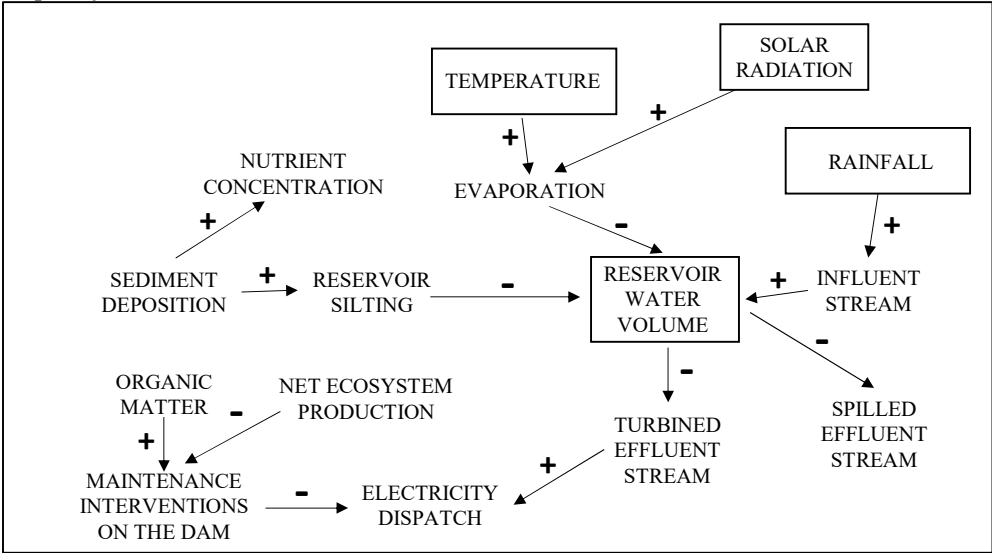 SOLAR
RADIATION
TEMPERATURE
+
+
RAINFALL
NUTRIENT
CONCENTRATION
EVAPORATION
+
+
-
SEDIMENT
DEPOSITION
+
RESERVOIR
SILTING
-
RESERVOIR
WATER
VOLUME
+
INFLUENT
STREAM
-
-
ORGANIC
MATTER
-
NET ECOSYSTEM
PRODUCTION
+
TURBINED
EFFLUENT
STREAM
SPILLED
EFFLUENT
STREAM
+
MAINTENANCE
INTERVENTIONS
ON THE DAM
-
ELECTRICITY
DISPATCH